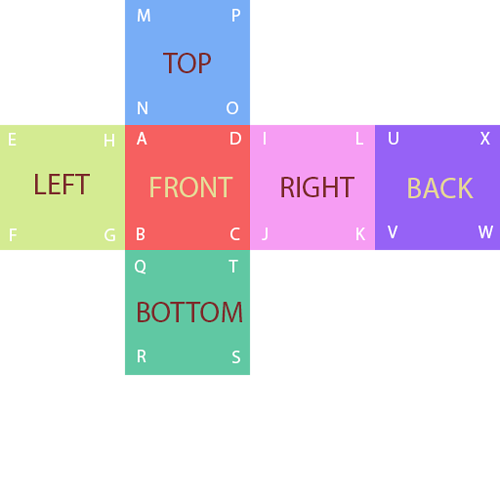 M P
TOP
N O
E H A D I L U X
LEFT FRONT RIGHT BACK
F G B C J K V W
Q T
BOTTOM
R S